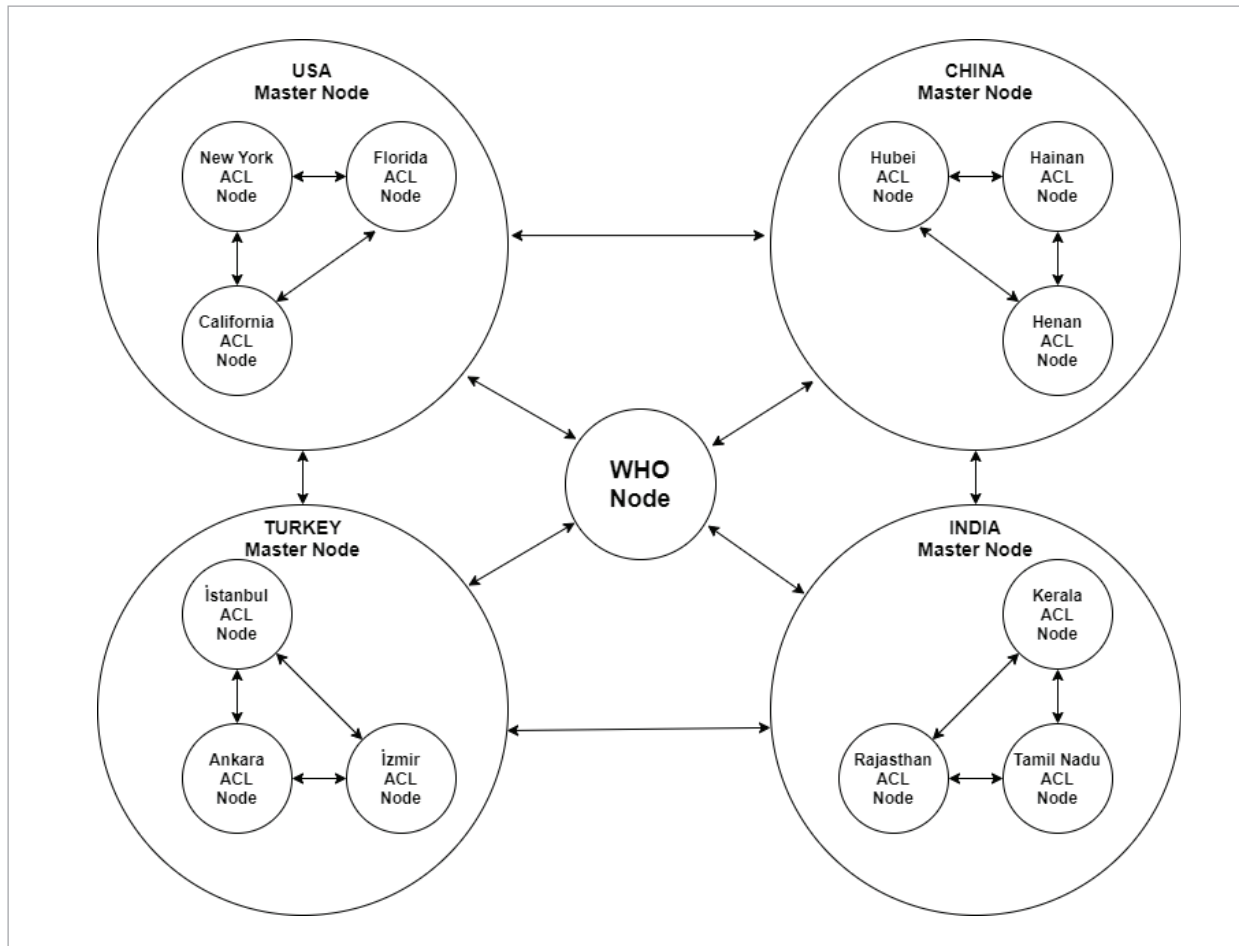 USA
Master Node
New York
ACL
Node
Florida
ACL
Node
California
ACL
Node
CHINA
Master Node
Hubei
ACL
Node
Hainan
ACL
Node
Henan
ACL
Node
WHO
Node
TURKEY
Master Node
İstanbul
ACL
Node
Ankara
ACL
Node
İzmir
ACL
Node
INDIA
Master Node
Kerala
ACL
Node
Rajasthan
ACL
Node
Tamil Nadu
ACL
Node